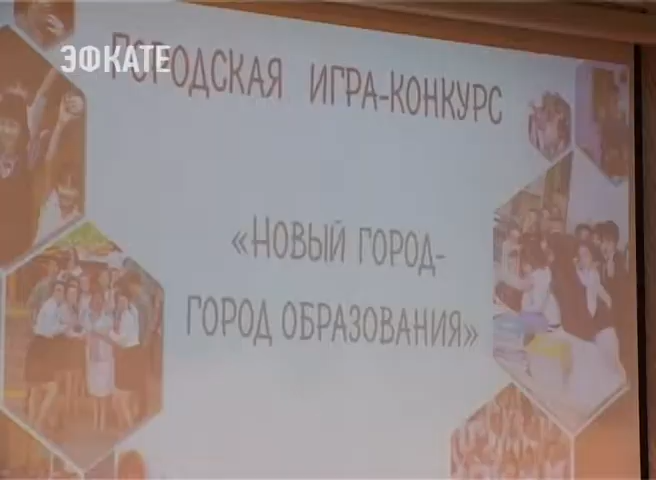 ЭФКАТЕ
ГОРОДСКАЯ ИГРА-КОНКУРС
«НОВЫЙ ГОРОД-
ГОРОД ОБРАЗОВАНИЯ»